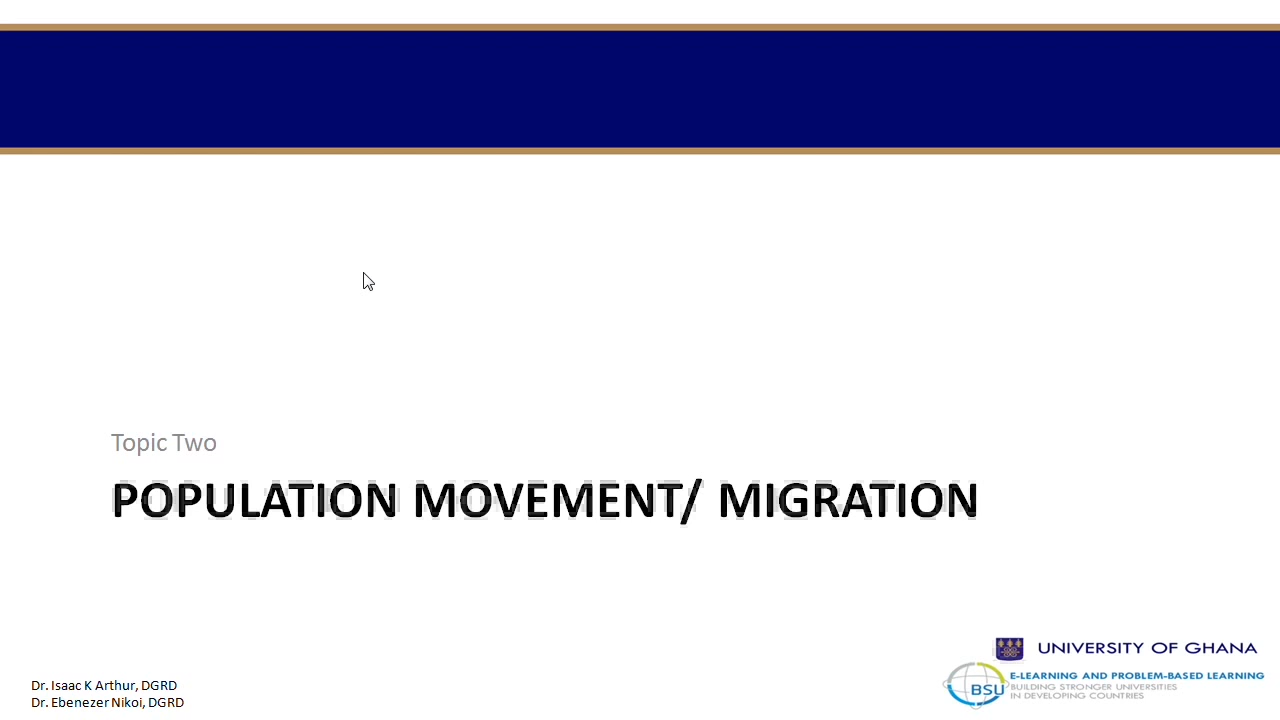 Topic Two
POPULATION MOVEMENT/ MIGRATION
Dr. Isaac K Arthur, DGRD
Dr. Ebenezer Nikoi, DGRD
UNIVERSITY OF GHANA
BSU
E-LEARNING AND PROBLEM-BASED LEARNING
BUILDING STRONGER UNIVERSITIES
IN DEVELOPING COUNTRIES